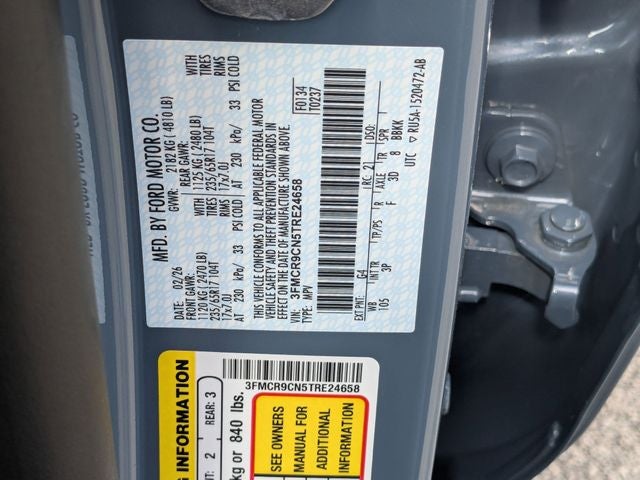 MFD. BY FORD MOTOR CO.
02/26 GVWR: 2182 KG (4810 LB)
FRONT GAWR: REAR GAWR: WITH WITH
1120 KG (2470 LB) 1125 KG (2480 LB) TIRES TIRES
235/65R17 104T 235/65R17 104T RIMS RIMS
17x7.0J 17x7.0J
AT 230 kPa/ 33 PSI COLD AT 230 kPa/ 33 PSI COLD
THIS VEHICLE CONFORMS TO ALL APPLICABLE FEDERAL MOTOR
VEHICLE SAFETY AND THEFT PREVENTION STANDARDS IN
EFFECT ON THE DATE OF MANUFACTURE SHOWN ABOVE.
VIN: 3FMCR9CN5TRE24658
TYPE: MPV
F0134
T0237
EXT PNT: G4 RC: 21 DSO:
WB INT TR TP/PS R AXLE TR SPR
105 3P F 3D 8 BBKK
UTC ▽ RU5A-1520472-AB
3FMCR9CN5TRE24658
G INFORMATION
2 REAR: 3
kg or 840 lbs.
SEE OWNERS
MANUAL FOR
ADDITIONAL
INFORMATION